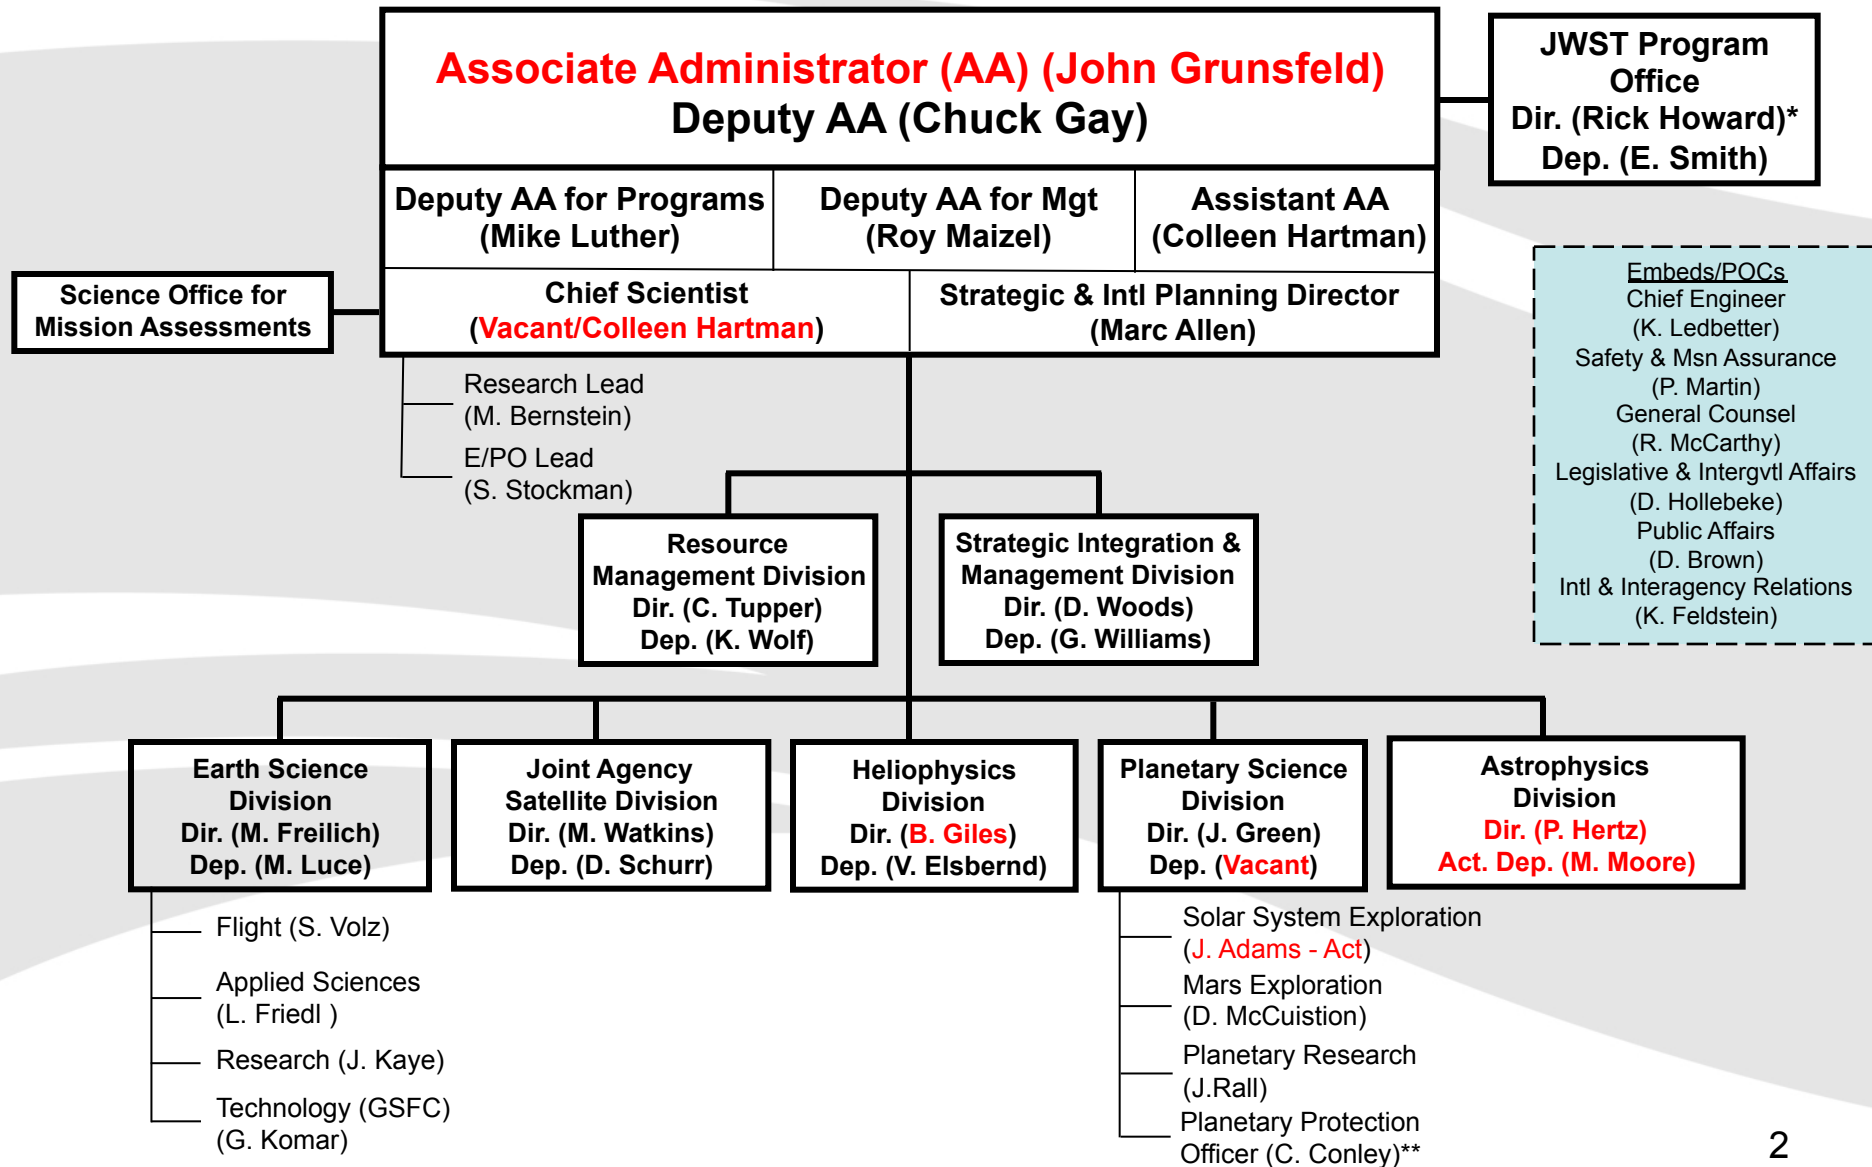 Associate Administrator (AA) (John Grunsfeld)
Deputy AA (Chuck Gay)
JWST Program
Office
Dir. (Rick Howard)*
Dep. (E. Smith)
Deputy AA for Programs
(Mike Luther)
Deputy AA for Mgt
(Roy Maizel)
Assistant AA
(Colleen Hartman)
Science Office for
Mission Assessments
Chief Scientist
(Vacant/Colleen Hartman)
Strategic & Intl Planning Director
(Marc Allen)
Embeds/POCs
Chief Engineer
(K. Ledbetter)
Safety & Msn Assurance
(P. Martin)
General Counsel
(R. McCarthy)
Legislative & Intergvtl Affairs
(D. Hollebeke)
Public Affairs
(D. Brown)
Intl & Interagency Relations
(K. Feldstein)
Research Lead
(M. Bernstein)
E/PO Lead
(S. Stockman)
Resource
Management Division
Dir. (C. Tupper)
Dep. (K. Wolf)
Strategic Integration &
Management Division
Dir. (D. Woods)
Dep. (G. Williams)
Earth Science
Division
Dir. (M. Freilich)
Dep. (M. Luce)
Joint Agency
Satellite Division
Dir. (M. Watkins)
Dep. (D. Schurr)
Heliophysics
Division
Dir. (B. Giles)
Dep. (V. Elsbernd)
Planetary Science
Division
Dir. (J. Green)
Dep. (Vacant)
Astrophysics
Division
Dir. (P. Hertz)
Act. Dep. (M. Moore)
Flight (S. Volz)
Applied Sciences
(L. Friedl )
Research (J. Kaye)
Technology (GSFC)
(G. Komar)
Solar System Exploration
(J. Adams - Act)
Mars Exploration
(D. McCuistion)
Planetary Research
(J.Rall)
Planetary Protection
Officer (C. Conley)**
2